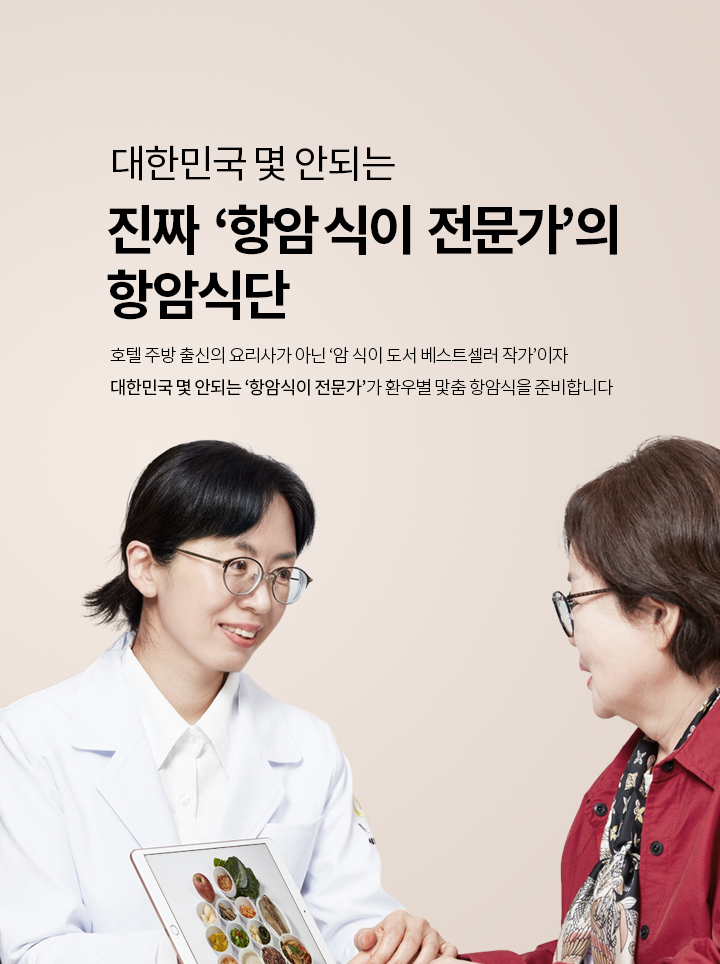 대한민국 몇 안되는
진짜 ‘항암 식이 전문가’의
항암식단
호텔 주방 출신의 요리사가 아닌 ‘암 식이 도서 베스트셀러 작가’이자
대한민국 몇 안되는 ‘항암식이 전문가’가 환우별 맞춤 항암식을 준비합니다